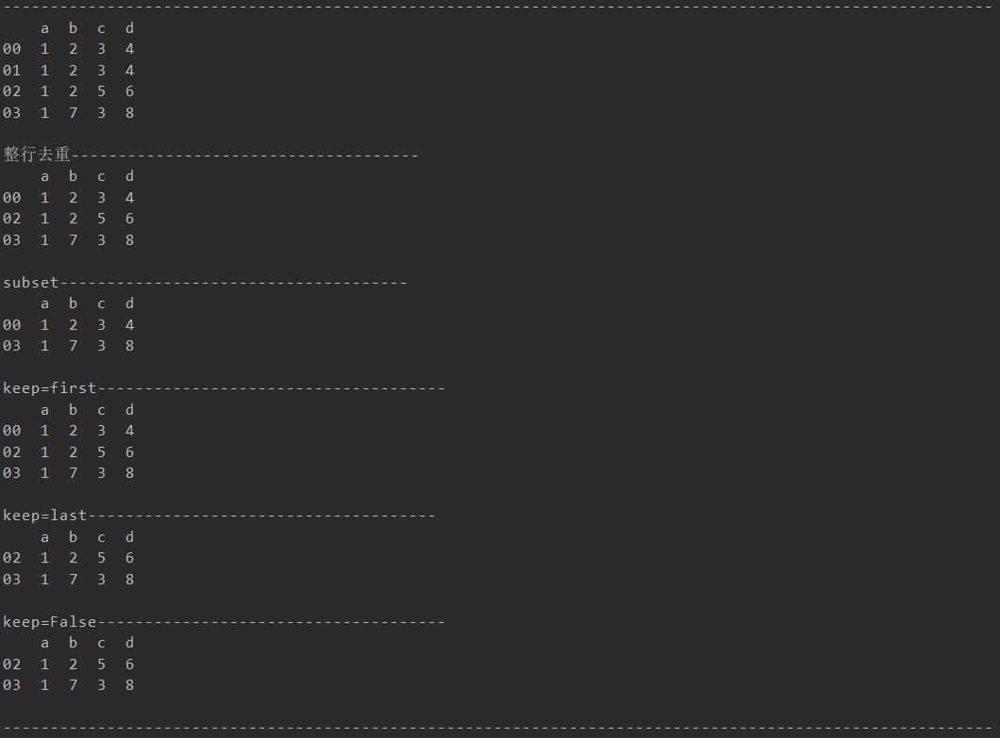 ---------------------------------------------------------------------------------------------------------
    a  b  c  d
00  1  2  3  4
01  1  2  3  4
02  1  2  5  6
03  1  7  3  8
整行去重-------------------------------------
    a  b  c  d
00  1  2  3  4
02  1  2  5  6
03  1  7  3  8
subset-------------------------------------
    a  b  c  d
00  1  2  3  4
03  1  7  3  8
keep=first-------------------------------------
    a  b  c  d
00  1  2  3  4
02  1  2  5  6
03  1  7  3  8
keep=last-------------------------------------
    a  b  c  d
02  1  2  5  6
03  1  7  3  8
keep=False-------------------------------------
    a  b  c  d
02  1  2  5  6
03  1  7  3  8
---------------------------------------------------------------------------------------------------------